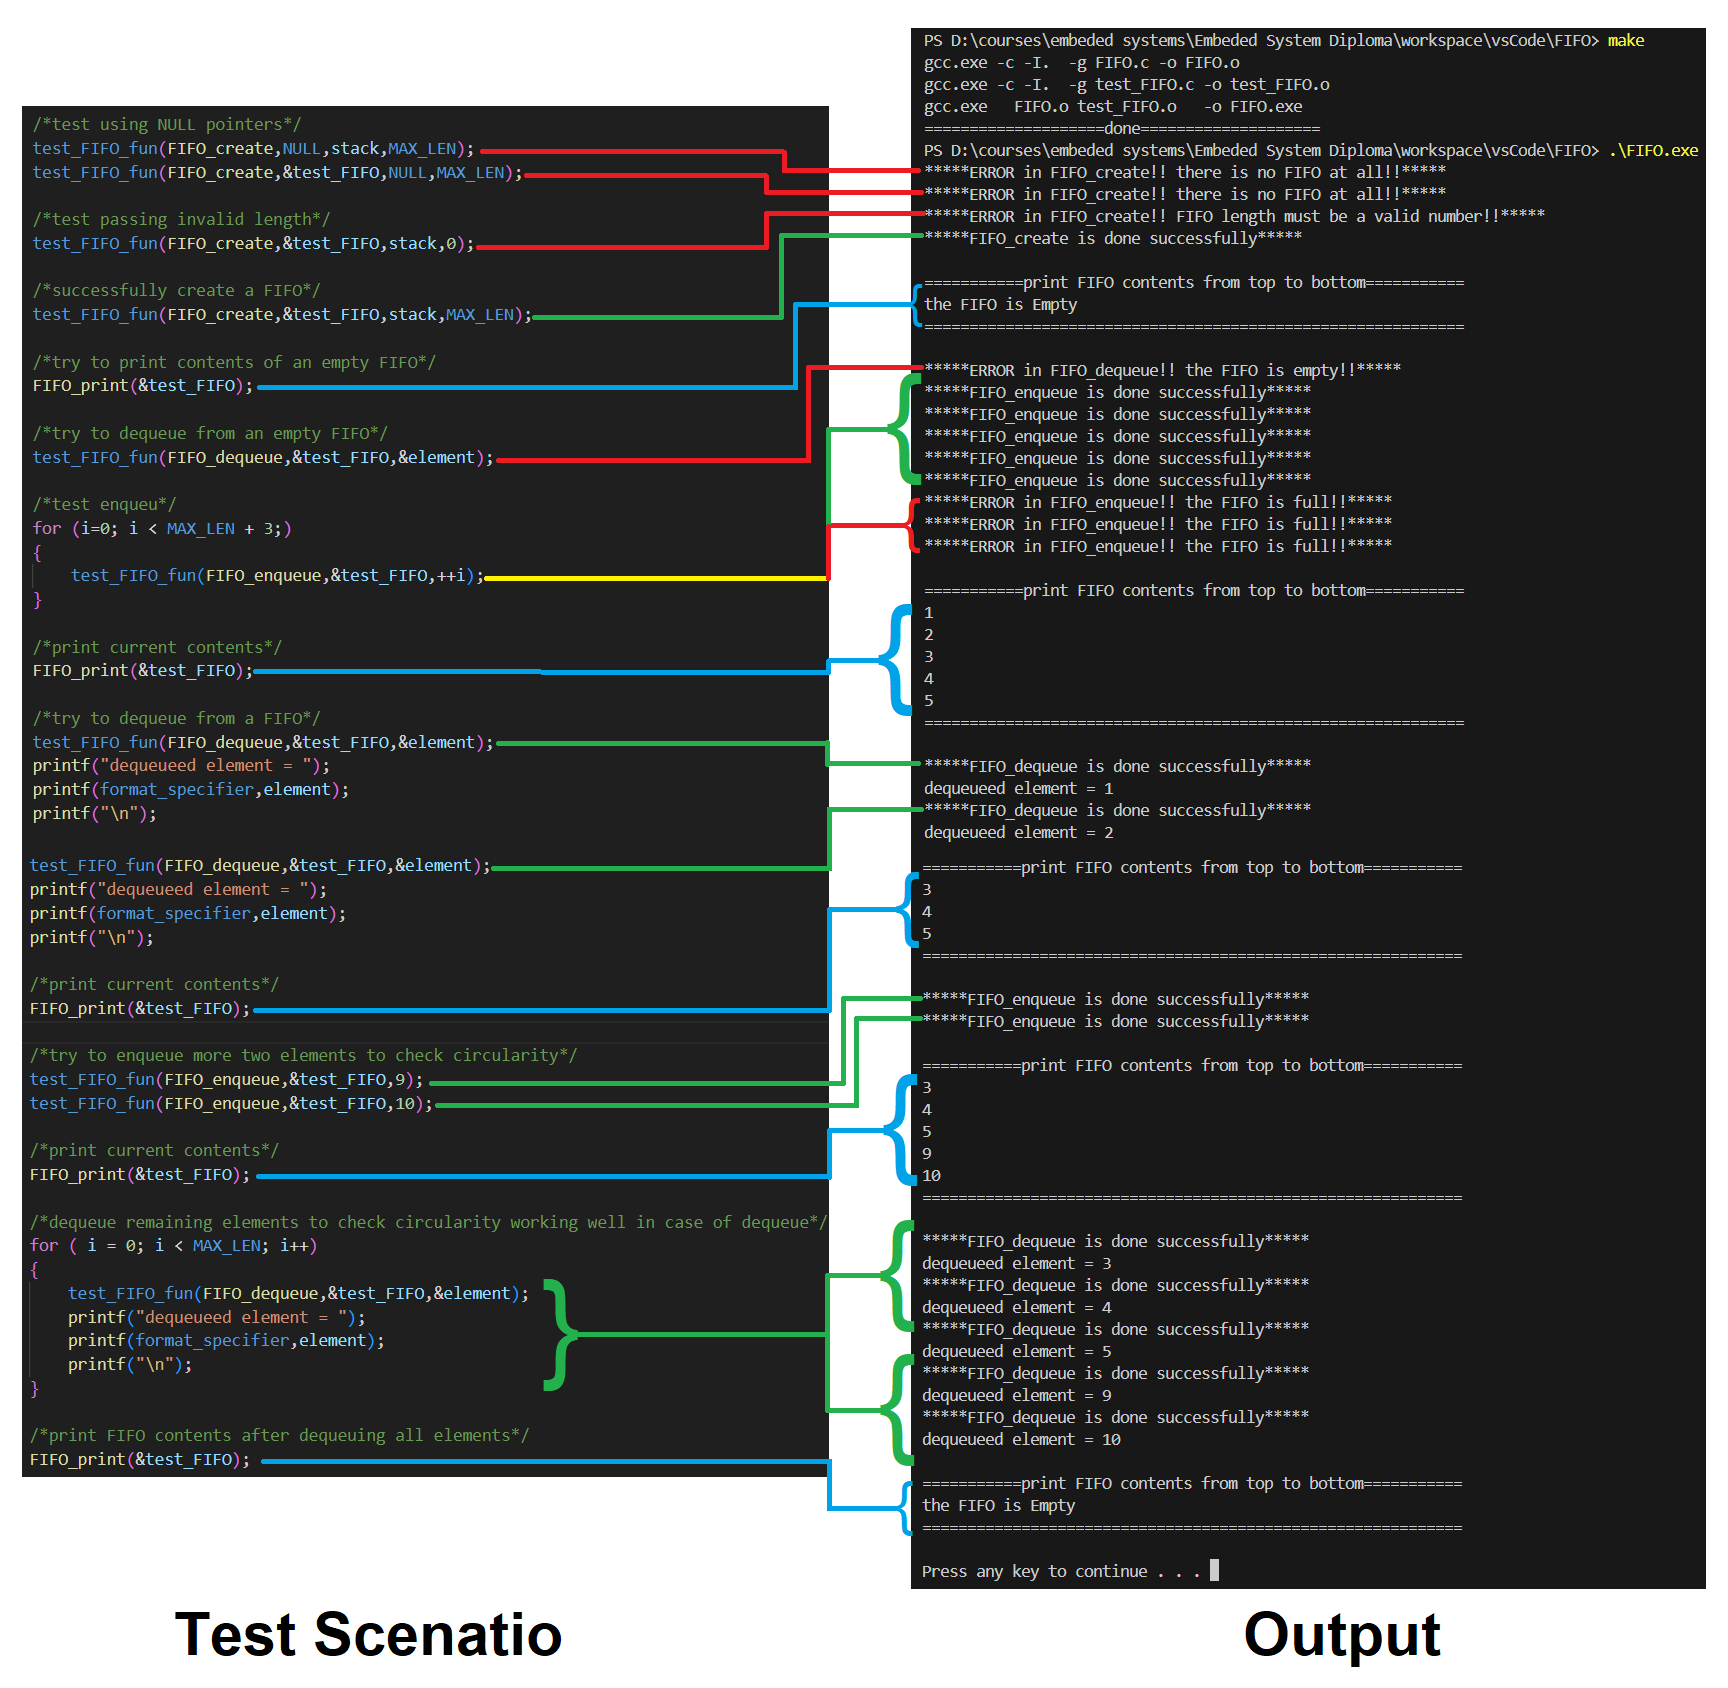 /*test using NULL pointers*/
test_FIFO_fun(FIFO_create,NULL,stack,MAX_LEN);
test_FIFO_fun(FIFO_create,&test_FIFO,NULL,MAX_LEN);
/*test passing invalid length*/
test_FIFO_fun(FIFO_create,&test_FIFO,stack,0);
/*successfully create a FIFO*/
test_FIFO_fun(FIFO_create,&test_FIFO,stack,MAX_LEN);
/*try to print contents of an empty FIFO*/
FIFO_print(&test_FIFO);
/*try to dequeue from an empty FIFO*/
test_FIFO_fun(FIFO_dequeue,&test_FIFO,&element);
/*test enqueu*/
for (i=0; i < MAX_LEN + 3;)
{
test_FIFO_fun(FIFO_enqueue,&test_FIFO,++i);
}
/*print current contents*/
FIFO_print(&test_FIFO);
/*try to dequeue from a FIFO*/
test_FIFO_fun(FIFO_dequeue,&test_FIFO,&element);
printf("dequeueed element = ");
printf(format_specifier,element);
printf("\n");
test_FIFO_fun(FIFO_dequeue,&test_FIFO,&element);
printf("dequeueed element = ");
printf(format_specifier,element);
printf("\n");
/*print current contents*/
FIFO_print(&test_FIFO);
/*try to enqueue more two elements to check circularity*/
test_FIFO_fun(FIFO_enqueue,&test_FIFO,9);
test_FIFO_fun(FIFO_enqueue,&test_FIFO,10);
/*print current contents*/
FIFO_print(&test_FIFO);
/*dequeue remaining elements to check circularity working well in case of dequeue*/
for ( i = 0; i < MAX_LEN; i++)
{
test_FIFO_fun(FIFO_dequeue,&test_FIFO,&element);
printf("dequeueed element = ");
printf(format_specifier,element);
printf("\n");
}
/*print FIFO contents after dequeuing all elements*/
FIFO_print(&test_FIFO);
Test Scenatio
PS D:\courses\embeded systems\Embeded System Diploma\workspace\vsCode\FIFO> make
gcc.exe -c -I.  -g FIFO.c -o FIFO.o
gcc.exe -c -I.  -g test_FIFO.c -o test_FIFO.o
gcc.exe   FIFO.o test_FIFO.o   -o FIFO.exe
====================done====================
PS D:\courses\embeded systems\Embeded System Diploma\workspace\vsCode\FIFO> .\FIFO.exe
*****ERROR in FIFO_create!! there is no FIFO at all!!*****
*****ERROR in FIFO_create!! there is no FIFO at all!!*****
*****ERROR in FIFO_create!! FIFO length must be a valid number!!*****
*****FIFO_create is done successfully*****
===========print FIFO contents from top to bottom===========
the FIFO is Empty
============================================================
*****ERROR in FIFO_dequeue!! the FIFO is empty!!*****
*****FIFO_enqueue is done successfully*****
*****FIFO_enqueue is done successfully*****
*****FIFO_enqueue is done successfully*****
*****FIFO_enqueue is done successfully*****
*****FIFO_enqueue is done successfully*****
*****ERROR in FIFO_enqueue!! the FIFO is full!!*****
*****ERROR in FIFO_enqueue!! the FIFO is full!!*****
*****ERROR in FIFO_enqueue!! the FIFO is full!!*****
===========print FIFO contents from top to bottom===========
1
2
3
4
5
============================================================
*****FIFO_dequeue is done successfully*****
dequeueed element = 1
*****FIFO_dequeue is done successfully*****
dequeueed element = 2
===========print FIFO contents from top to bottom===========
3
4
5
============================================================
*****FIFO_enqueue is done successfully*****
*****FIFO_enqueue is done successfully*****
===========print FIFO contents from top to bottom===========
3
4
5
9
10
============================================================
*****FIFO_dequeue is done successfully*****
dequeueed element = 3
*****FIFO_dequeue is done successfully*****
dequeueed element = 4
*****FIFO_dequeue is done successfully*****
dequeueed element = 5
*****FIFO_dequeue is done successfully*****
dequeueed element = 9
*****FIFO_dequeue is done successfully*****
dequeueed element = 10
===========print FIFO contents from top to bottom===========
the FIFO is Empty
============================================================
Press any key to continue . . .
Output